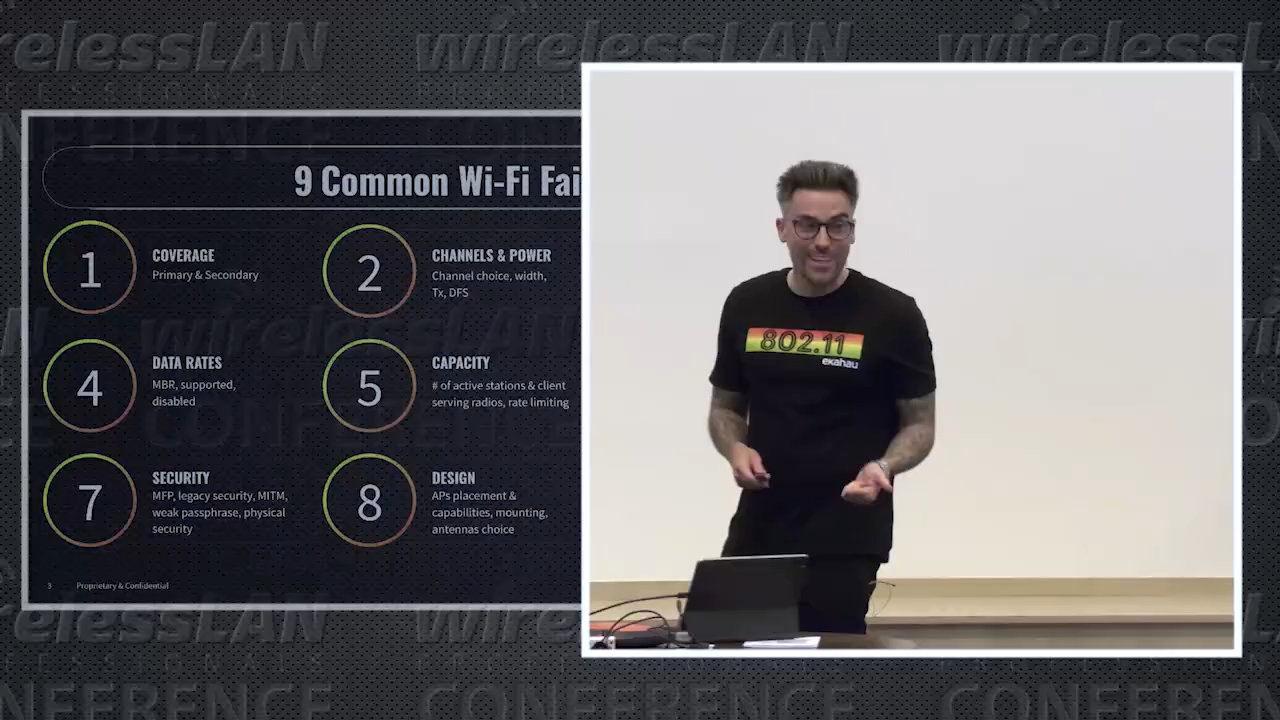 elessLAN
wirelessLAN
wirelessL
9 Common Wi-Fi Fai
1
COVERAGE
Primary & Secondary
2
CHANNELS & POWER
Channel choice, width,
Tx, DFS
4
DATA RATES
MBR, supported,
disabled
5
CAPACITY
# of active stations & client
serving radios, rate limiting
7
SECURITY
MFP, legacy security, MITM,
weak passphrase, physical
security
8
DESIGN
APs placement &
capabilities, mounting,
antennas choice
3
Proprietary & Confidential
802.11
ekahau